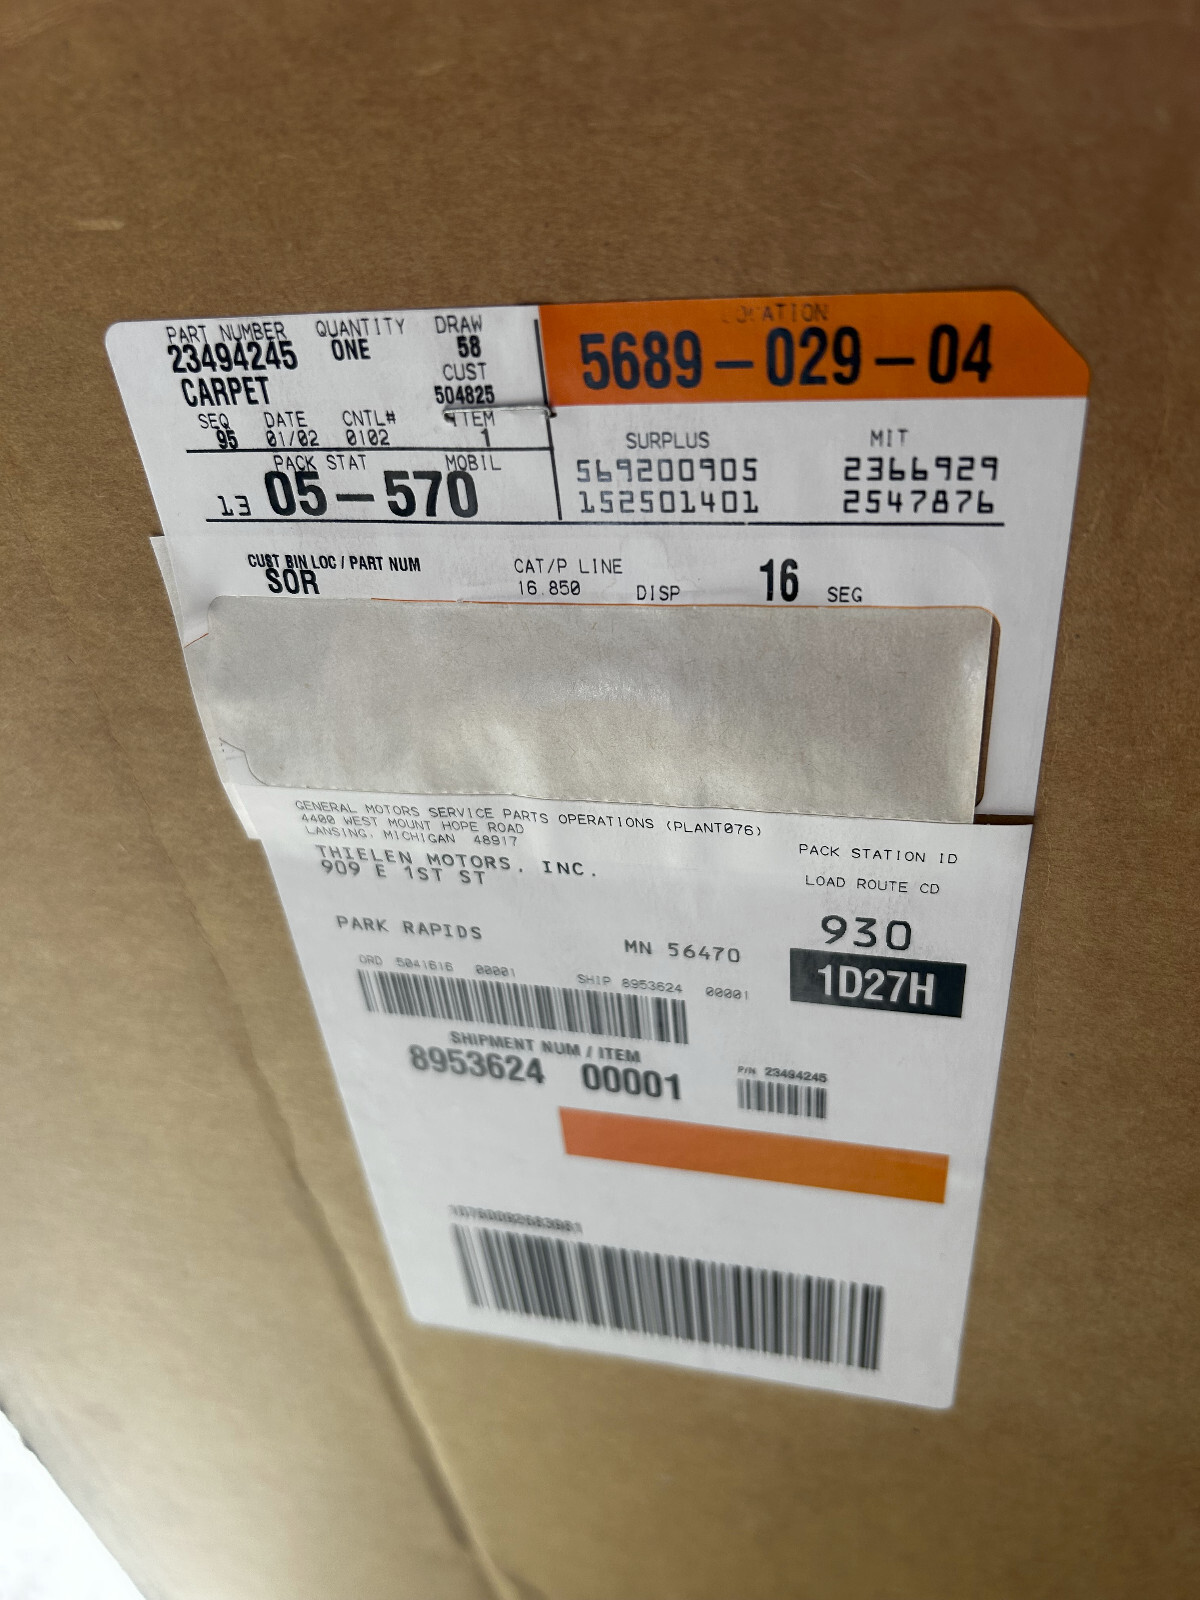 PART NUMBER QUANTITY DRAW
23494245 ONE 58
CARPET CUST
504825
SEQ DATE CNTL# ITEM
95 01/02 0102 1
PACK STAT MOBIL
13 05-570
LOCATION
5689-029-04
SURPLUS MIT
569200905 2366929
152501401 2547876
CUST BIN LOC / PART NUM CAT/P LINE
SOR 16.850 DISP 16 SEG
GENERAL MOTORS SERVICE PARTS OPERATIONS (PLANT076)
4400 WEST MOUNT HOPE ROAD
LANSING, MICHIGAN 48917
THIELEN MOTORS, INC.
909 E 1ST ST
PACK STATION ID
LOAD ROUTE CD
PARK RAPIDS MN 56470
930
1D27H
ORD 504161B 00001 SHIP 8953624 00001
SHIPMENT NUM / ITEM
8953624 00001
P/N 23494245